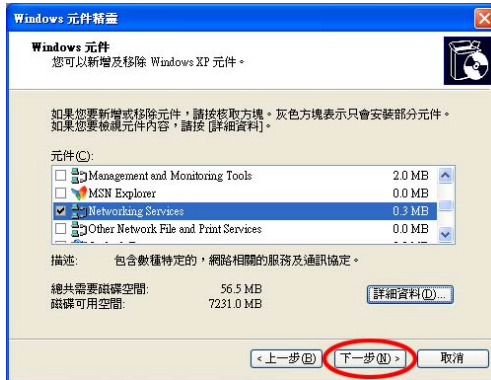 Windows 元件精靈
Windows 元件
您可以新增及移除 Windows XP 元件。
如果您要新增或移除元件，請按核取方塊。灰色方塊表示只會安裝部分元件。
如果您要檢視元件內容，請按 [詳細資料]。
元件(C):
Management and Monitoring Tools 2.0 MB
MSN Explorer 0.0 MB
Networking Services 0.3 MB
Other Network File and Print Services 0.0 MB
描述: 包含數種特定的，網路相關的服務及通訊協定。
總共需要磁碟空間: 56.5 MB
磁碟可用空間: 7231.0 MB
詳細資料(D)...
<上一步(B) 下一步(N)> 取消